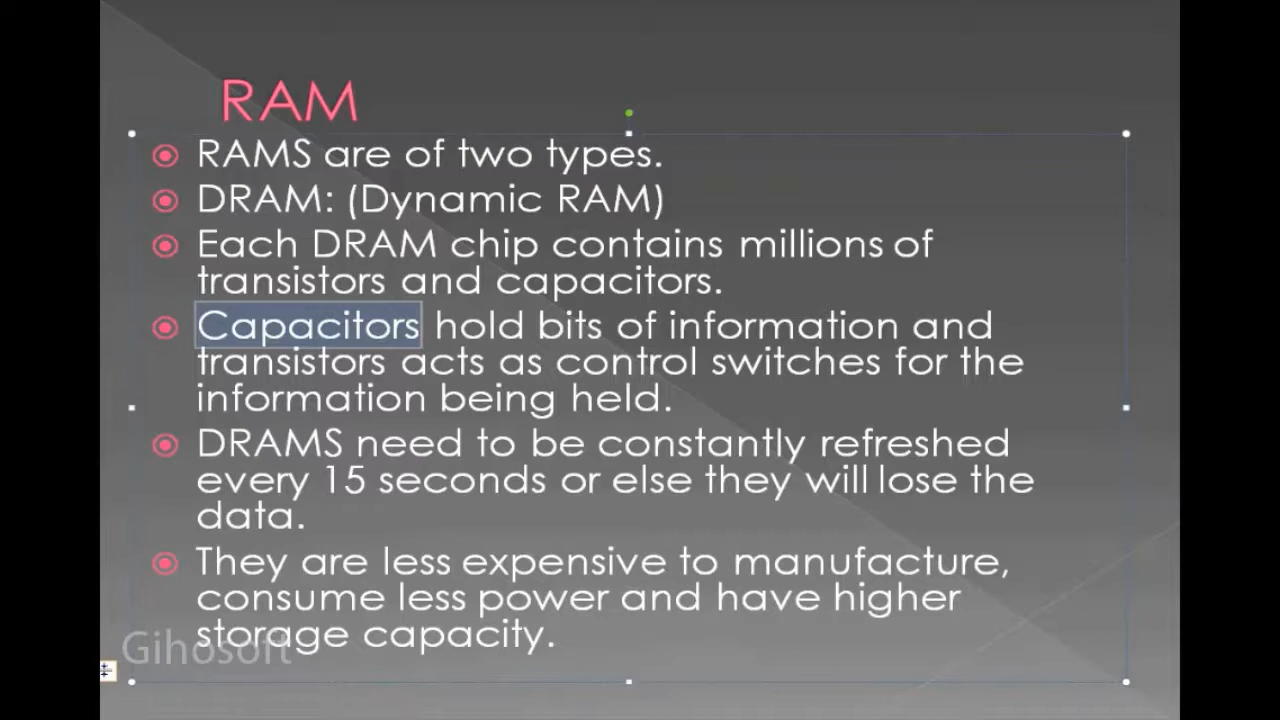 RAM
RAMS are of two types.
DRAM: (Dynamic RAM)
Each DRAM chip contains millions of
transistors and capacitors.
Capacitors hold bits of information and
transistors acts as control switches for the
information being held.
DRAMS need to be constantly refreshed
every 15 seconds or else they will lose the
data.
They are less expensive to manufacture,
consume less power and have higher
storage capacity.
Gihosoft